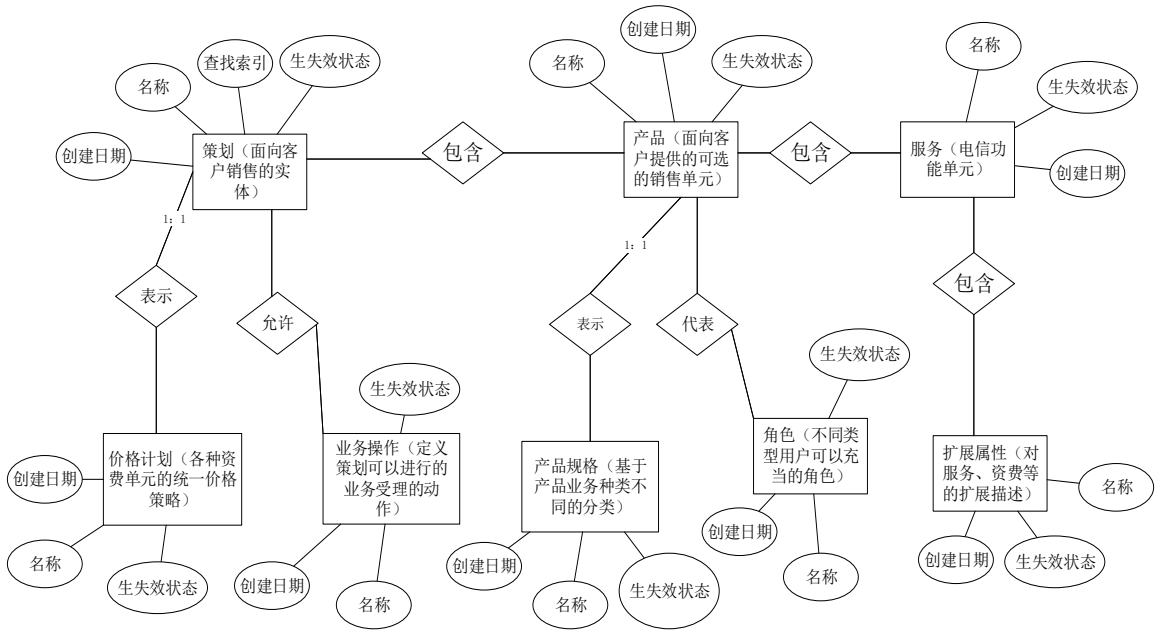 创建日期
名称
名称
查找索引
生失效状态
名称
生失效状态
生失效状态
创建日期
创建日期
策划（面向客
户销售的实
体）
包含
产品（面向客
户提供的可选
的销售单元）
包含
服务（电信功
能单元）
创建日期
1：1
1：1
表示
允许
表示
代表
包含
生失效状态
生失效状态
价格计划（各种资
费单元的统一价格
策略）
业务操作（定义
策划可以进行的
业务受理的动
作）
产品规格（基于
产品业务种类不
同的分类）
角色（不同类
型用户可以充
当的角色）
扩展属性（对
服务、资费等
的扩展描述）
创建日期
名称
创建日期
名称
生失效状态
创建日期
名称
创建日期
名称
生失效状态
名称
创建日期
生失效状态